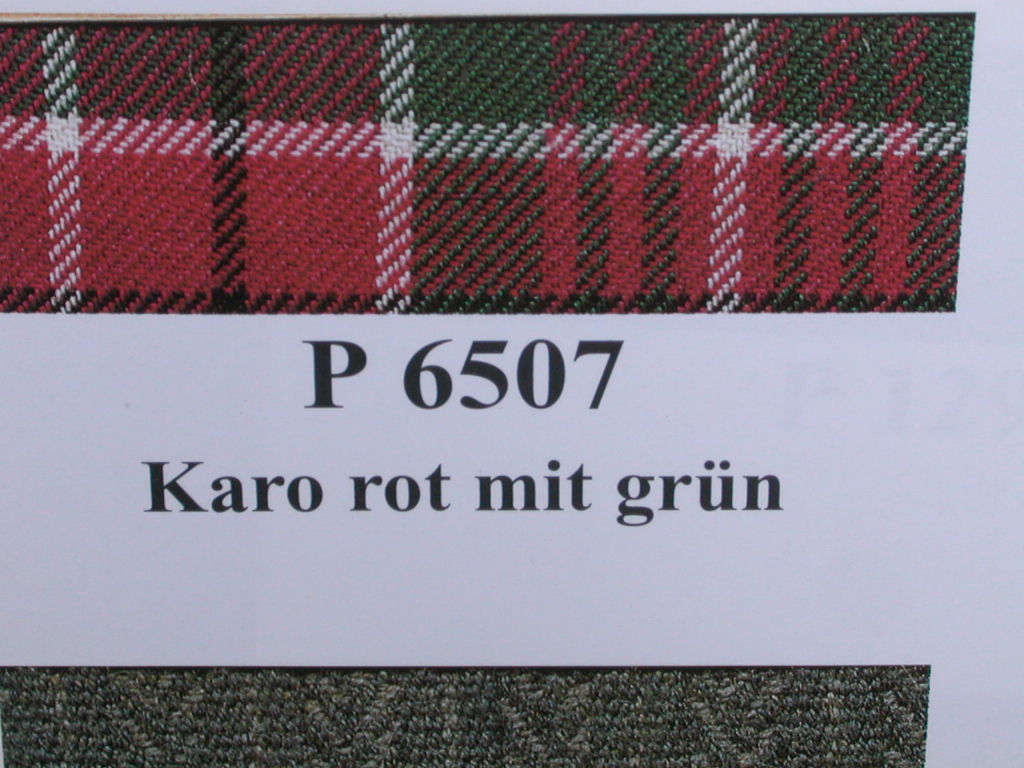 P 6507
Karo rot mit grün